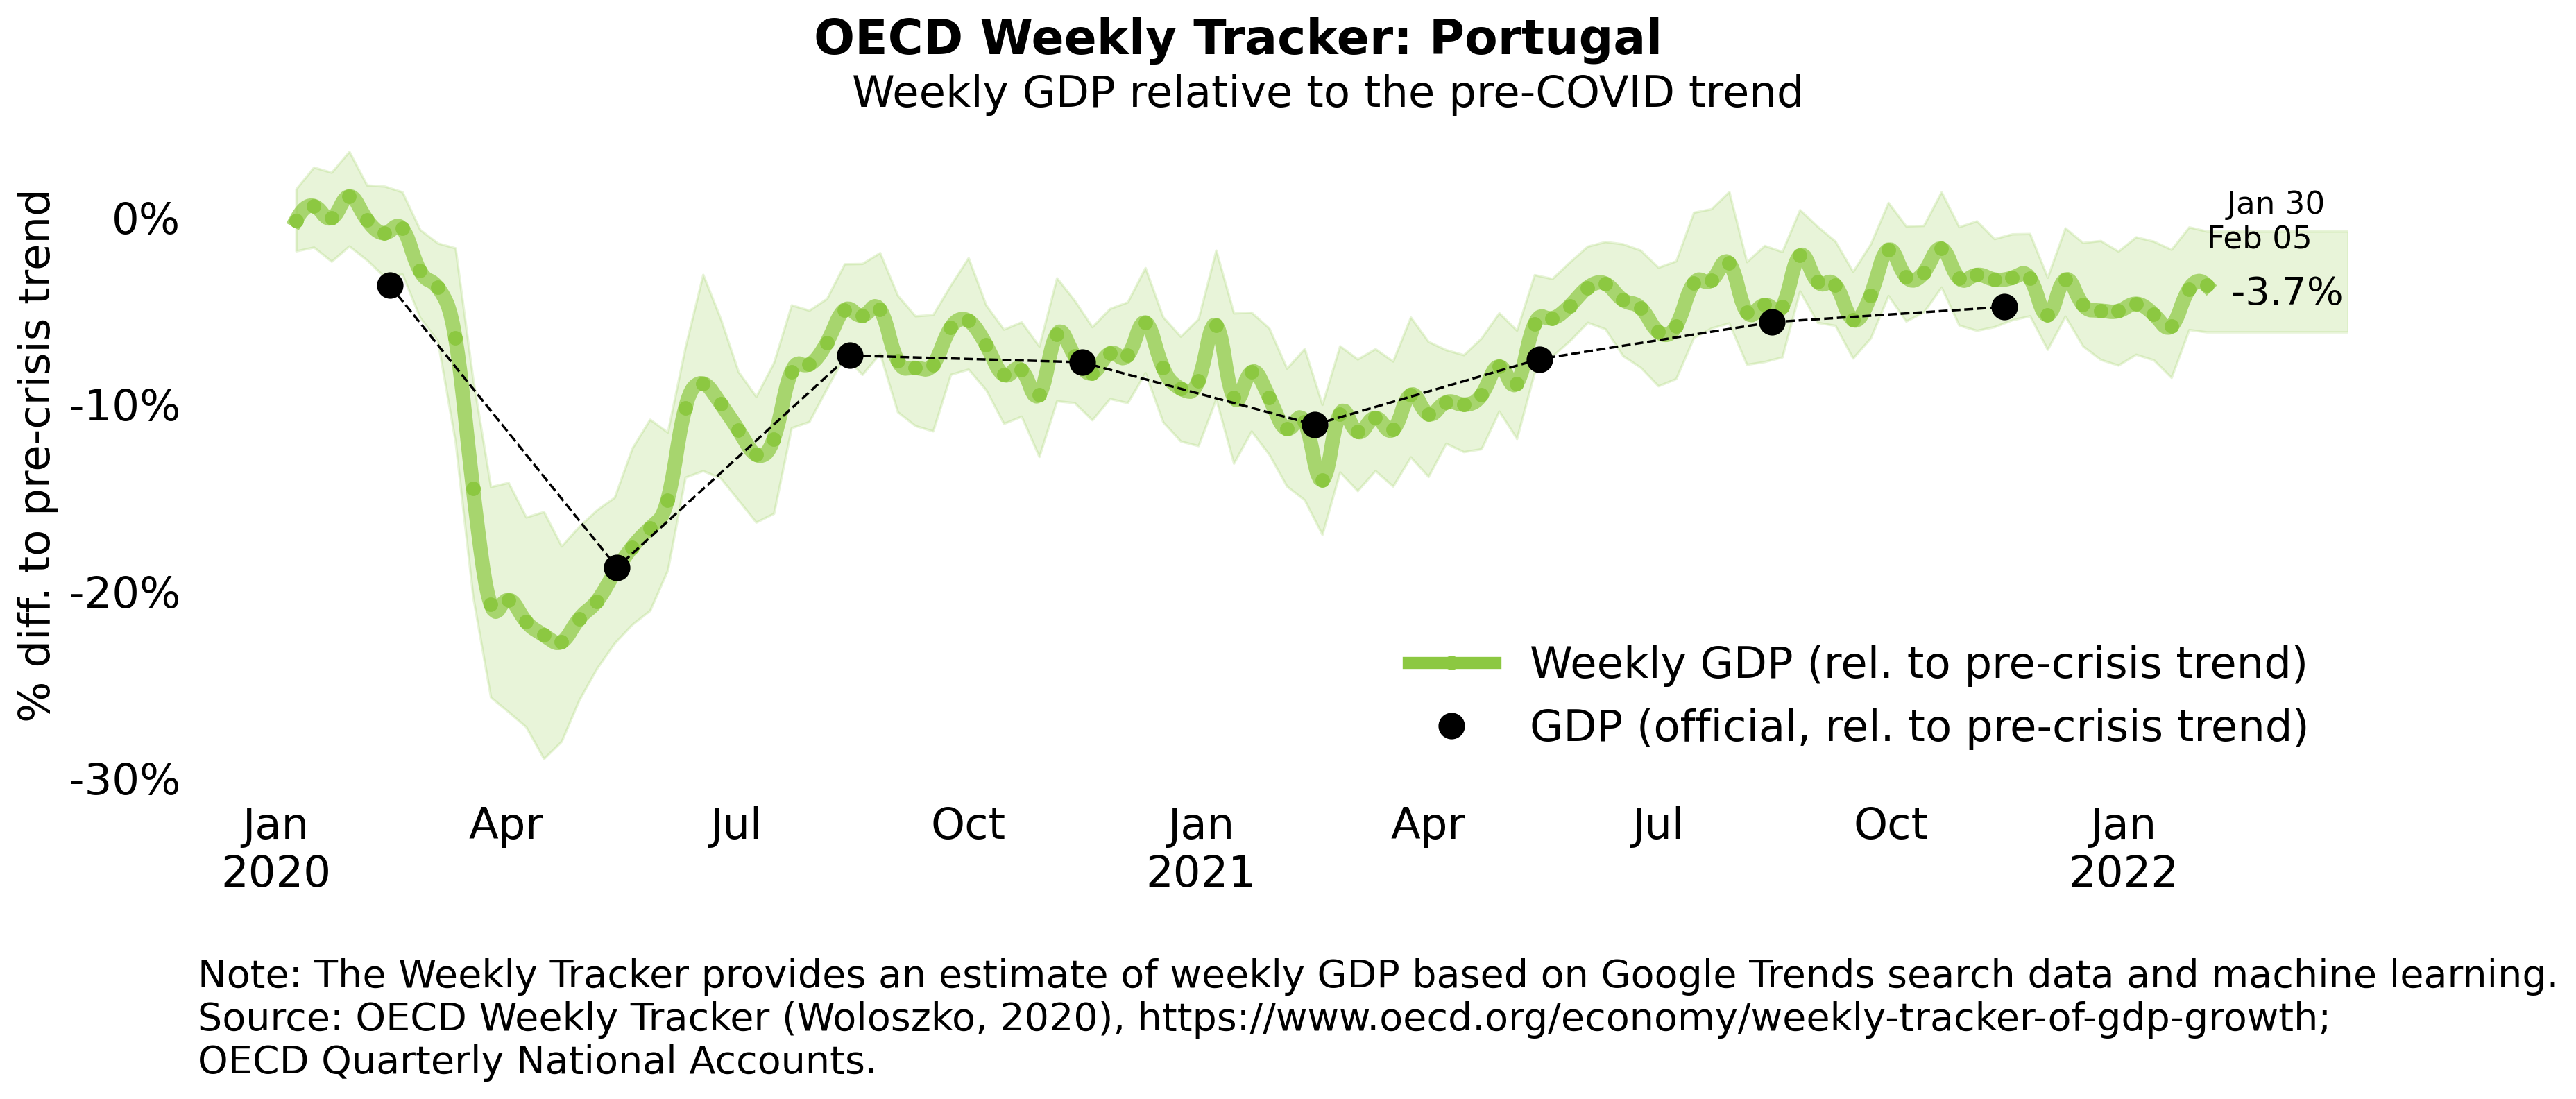 OECD Weekly Tracker: Portugal
Weekly GDP relative to the pre-COVID trend
% diff. to pre-crisis trend
0%
-10%
-20%
-30%
Jan 30
Feb 05
-3.7%
Weekly GDP (rel. to pre-crisis trend)
GDP (official, rel. to pre-crisis trend)
Jan Apr Jul Oct Jan Apr Jul Oct Jan
2020 2021 2022
Note: The Weekly Tracker provides an estimate of weekly GDP based on Google Trends search data and machine learning.
Source: OECD Weekly Tracker (Woloszko, 2020), https://www.oecd.org/economy/weekly-tracker-of-gdp-growth;
OECD Quarterly National Accounts.